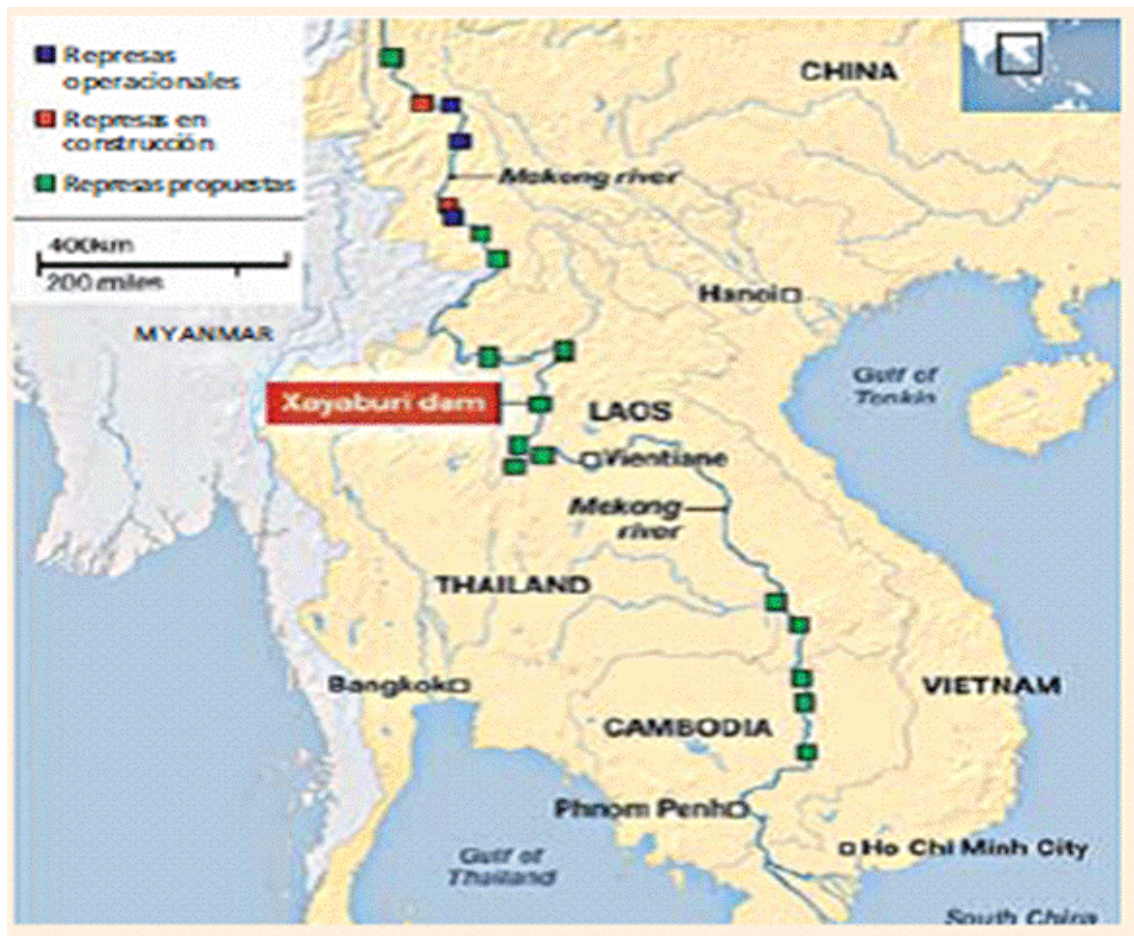 Represas
operacionales
Represas en
construcción
Represas propuestas
400km
200 miles
CHINA
Mekong river
Hanoi
MYANMAR
Gulf of
Tonkin
Xayaburi dam
LAOS
Vientiane
Mekong
river
THAILAND
Bangkok
VIETNAM
CAMBODIA
Phnom Penh
Ho Chi Minh City
Gulf of
Thailand
South China